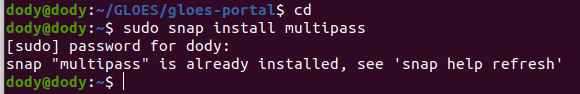 dody@dody:~/GLOES/gloes-portal$ cd
dody@dody:~$ sudo snap install multipass
[sudo] password for dody:
snap "multipass" is already installed, see 'snap help refresh'
dody@dody:~$